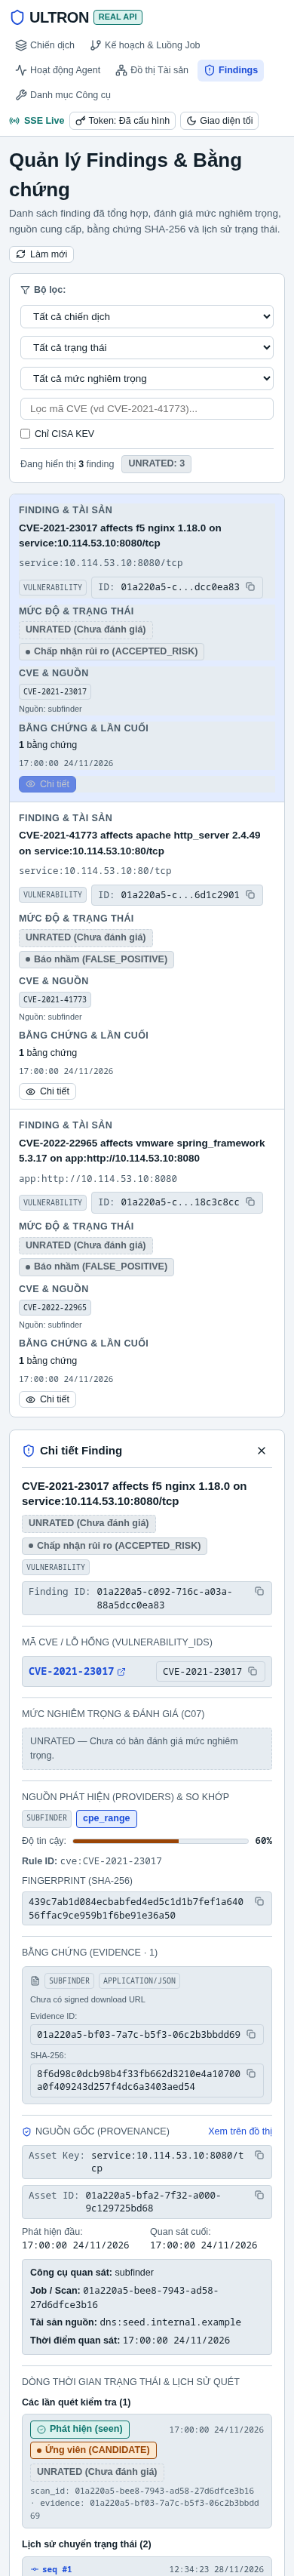 ULTRON REAL API
Chiến dịch
Kế hoạch & Luồng Job
Hoạt động Agent
Đồ thị Tài sản
Findings
Danh mục Công cụ
SSE Live
Token: Đã cấu hình
Giao diện tối
Quản lý Findings & Bằng
chứng
Danh sách finding đã tổng hợp, đánh giá mức nghiêm trọng,
nguồn cung cấp, bằng chứng SHA-256 và lịch sử trạng thái.
Làm mới
Bộ lọc:
Tất cả chiến dịch
Tất cả trạng thái
Tất cả mức nghiêm trọng
Lọc mã CVE (vd CVE-2021-41773)...
Chỉ CISA KEV
Đang hiển thị 3 finding UNRATED: 3
FINDING & TÀI SẢN
CVE-2021-23017 affects f5 nginx 1.18.0 on
service:10.114.53.10:8080/tcp
service:10.114.53.10:8080/tcp
VULNERABILITY ID: 01a220a5-c...dcc0ea83
MỨC ĐỘ & TRẠNG THÁI
UNRATED (Chưa đánh giá)
Chấp nhận rủi ro (ACCEPTED_RISK)
CVE & NGUỒN
CVE-2021-23017
Nguồn: subfinder
BẰNG CHỨNG & LẦN CUỐI
1 bằng chứng
17:00:00 24/11/2026
Chi tiết
FINDING & TÀI SẢN
CVE-2021-41773 affects apache http_server 2.4.49
on service:10.114.53.10:80/tcp
service:10.114.53.10:80/tcp
VULNERABILITY ID: 01a220a5-c...6d1c2901
MỨC ĐỘ & TRẠNG THÁI
UNRATED (Chưa đánh giá)
Báo nhầm (FALSE_POSITIVE)
CVE & NGUỒN
CVE-2021-41773
Nguồn: subfinder
BẰNG CHỨNG & LẦN CUỐI
1 bằng chứng
17:00:00 24/11/2026
Chi tiết
FINDING & TÀI SẢN
CVE-2022-22965 affects vmware spring_framework
5.3.17 on app:http://10.114.53.10:8080
app:http://10.114.53.10:8080
VULNERABILITY ID: 01a220a5-c...18c3c8cc
MỨC ĐỘ & TRẠNG THÁI
UNRATED (Chưa đánh giá)
Báo nhầm (FALSE_POSITIVE)
CVE & NGUỒN
CVE-2022-22965
Nguồn: subfinder
BẰNG CHỨNG & LẦN CUỐI
1 bằng chứng
17:00:00 24/11/2026
Chi tiết
Chi tiết Finding
CVE-2021-23017 affects f5 nginx 1.18.0 on
service:10.114.53.10:8080/tcp
UNRATED (Chưa đánh giá)
Chấp nhận rủi ro (ACCEPTED_RISK)
VULNERABILITY
Finding ID: 01a220a5-c092-716c-a03a-
88a5dcc0ea83
MÃ CVE / LỖ HỔNG (VULNERABILITY_IDS)
CVE-2021-23017 CVE-2021-23017
MỨC NGHIÊM TRỌNG & ĐÁNH GIÁ (C07)
UNRATED — Chưa có bản đánh giá mức nghiêm
trọng.
NGUỒN PHÁT HIỆN (PROVIDERS) & SO KHỚP
SUBFINDER cpe_range
Độ tin cậy: 60%
Rule ID: cve:CVE-2021-23017
FINGERPRINT (SHA-256)
439c7ab1d084ecbabfed4ed5c1d1b7fef1a640
56ffac9ce959b1f6be91e36a50
BẰNG CHỨNG (EVIDENCE · 1)
SUBFINDER APPLICATION/JSON
Chưa có signed download URL
Evidence ID:
01a220a5-bf03-7a7c-b5f3-06c2b3bbdd69
SHA-256:
8f6d98c0dcb98b4f33fb662d3210e4a10700
a0f409243d257f4dc6a3403aed54
NGUỒN GỐC (PROVENANCE) Xem trên đồ thị
Asset Key: service:10.114.53.10:8080/t
cp
Asset ID: 01a220a5-bfa2-7f32-a000-
9c129725bd68
Phát hiện đầu: Quan sát cuối:
17:00:00 24/11/2026 17:00:00 24/11/2026
Công cụ quan sát: subfinder
Job / Scan: 01a220a5-bee8-7943-ad58-
27d6dfce3b16
Tài sản nguồn: dns:seed.internal.example
Thời điểm quan sát: 17:00:00 24/11/2026
DÒNG THỜI GIAN TRẠNG THÁI & LỊCH SỬ QUÉT
Các lần quét kiểm tra (1)
Phát hiện (seen) 17:00:00 24/11/2026
Ứng viên (CANDIDATE)
UNRATED (Chưa đánh giá)
scan_id: 01a220a5-bee8-7943-ad58-27d6dfce3b16
· evidence: 01a220a5-bf03-7a7c-b5f3-06c2b3bbdd
69
Lịch sử chuyển trạng thái (2)
seq #1 12:34:23 28/11/2026